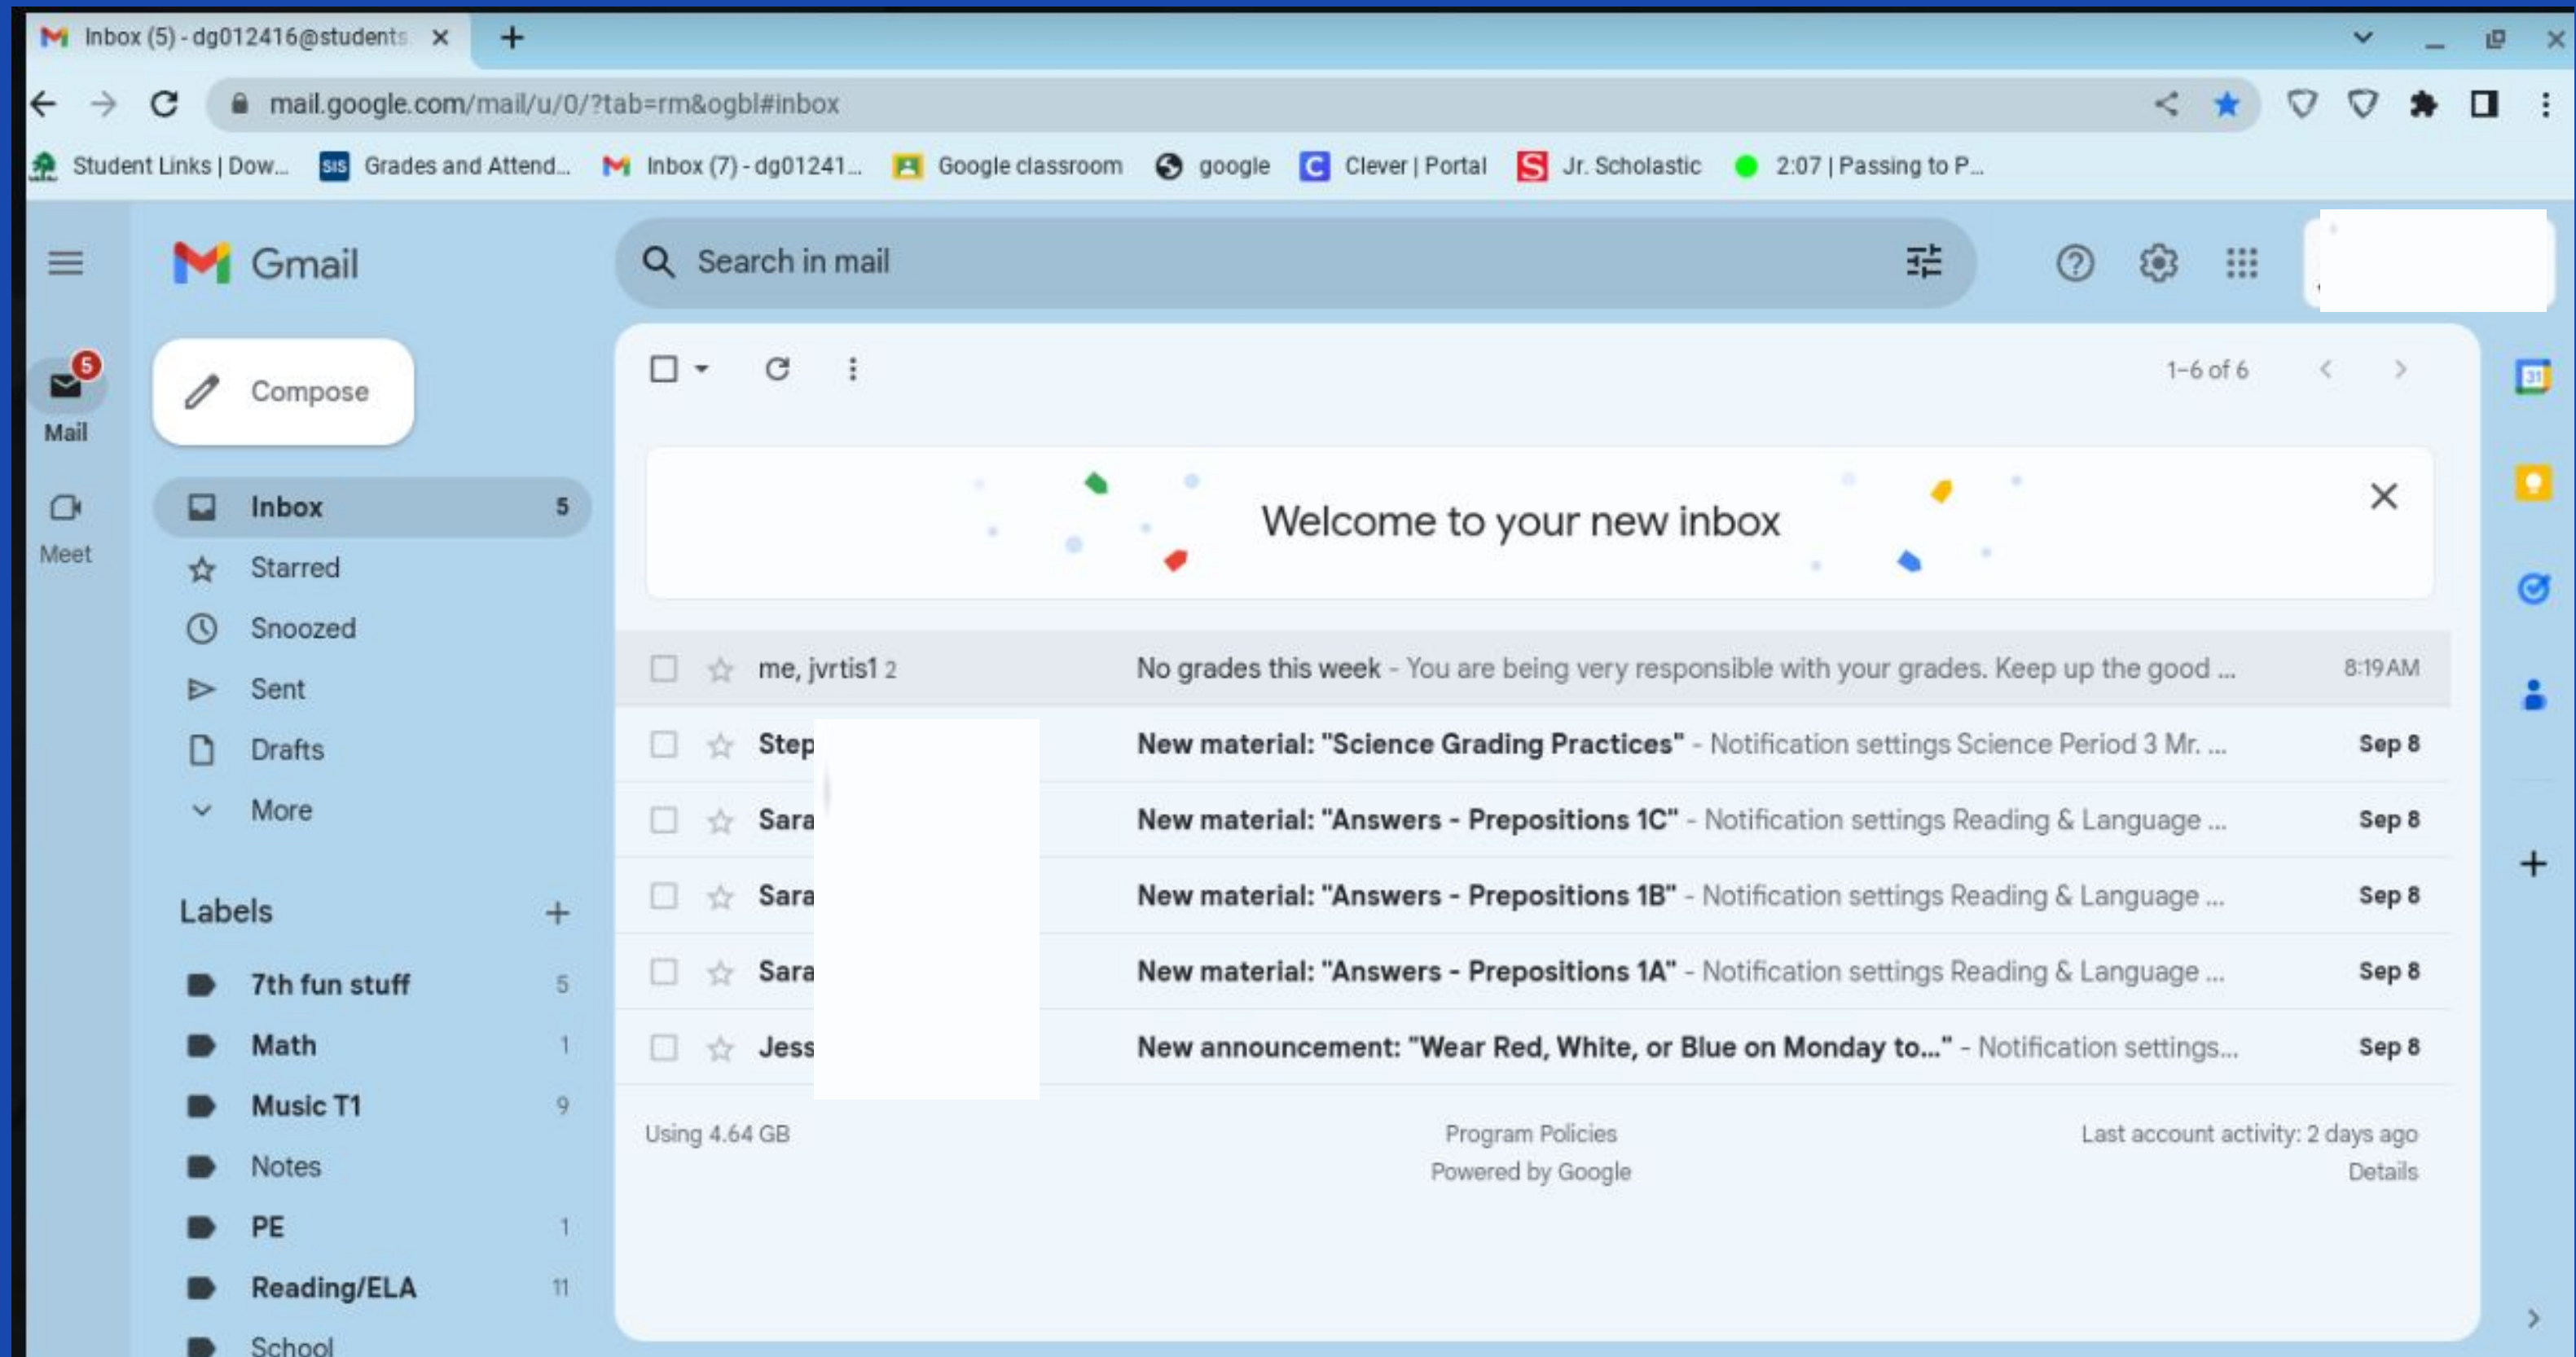 Inbox (5) - dg012416@students.
mail.google.com/mail/u/0/?tab=rm&ogbl#inbox
Student Links | Dow... SIS Grades and Attend... Inbox (7) - dg01241... Google classroom google C Clever | Portal S Jr. Scholastic 2:07 | Passing to P...
Gmail
Search in mail
5
Mail
Meet
Compose
Inbox 5
Starred
Snoozed
Sent
Drafts
More
Labels
7th fun stuff 5
Math 1
Music T1 9
Notes
PE 1
Reading/ELA 11
School
1–6 of 6
31
Welcome to your new inbox
me, jvrtis1 2 No grades this week - You are being very responsible with your grades. Keep up the good ... 8:19 AM
Step New material: "Science Grading Practices" - Notification settings Science Period 3 Mr. ... Sep 8
Sara New material: "Answers - Prepositions 1C" - Notification settings Reading & Language ... Sep 8
Sara New material: "Answers - Prepositions 1B" - Notification settings Reading & Language ... Sep 8
Sara New material: "Answers - Prepositions 1A" - Notification settings Reading & Language ... Sep 8
Jess New announcement: "Wear Red, White, or Blue on Monday to..." - Notification settings... Sep 8
Using 4.64 GB
Program Policies
Powered by Google
Last account activity: 2 days ago
Details